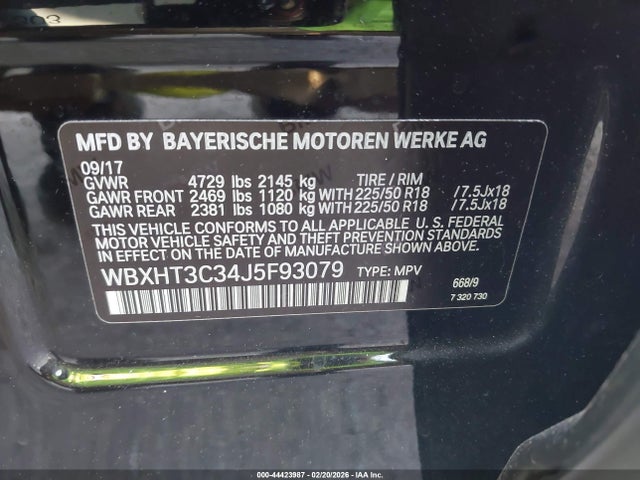 MFD BY BAYERISCHE MOTOREN WERKE AG
09/17
GVWR 4729 lbs 2145 kg TIRE / RIM
GAWR FRONT 2469 lbs 1120 kg WITH 225/50 R18 /7.5Jx18
GAWR REAR 2381 lbs 1080 kg WITH 225/50 R18 /7.5Jx18
THIS VEHICLE CONFORMS TO ALL APPLICABLE U. S. FEDERAL
MOTOR VEHICLE SAFETY AND THEFT PREVENTION STANDARDS
IN EFFECT ON THE DATE OF MANUFACTURE SHOWN ABOVE.
WBXHT3C34J5F93079 TYPE: MPV
668/9
7 320 730
000-44423987 - 02/20/2026 - IAA Inc.